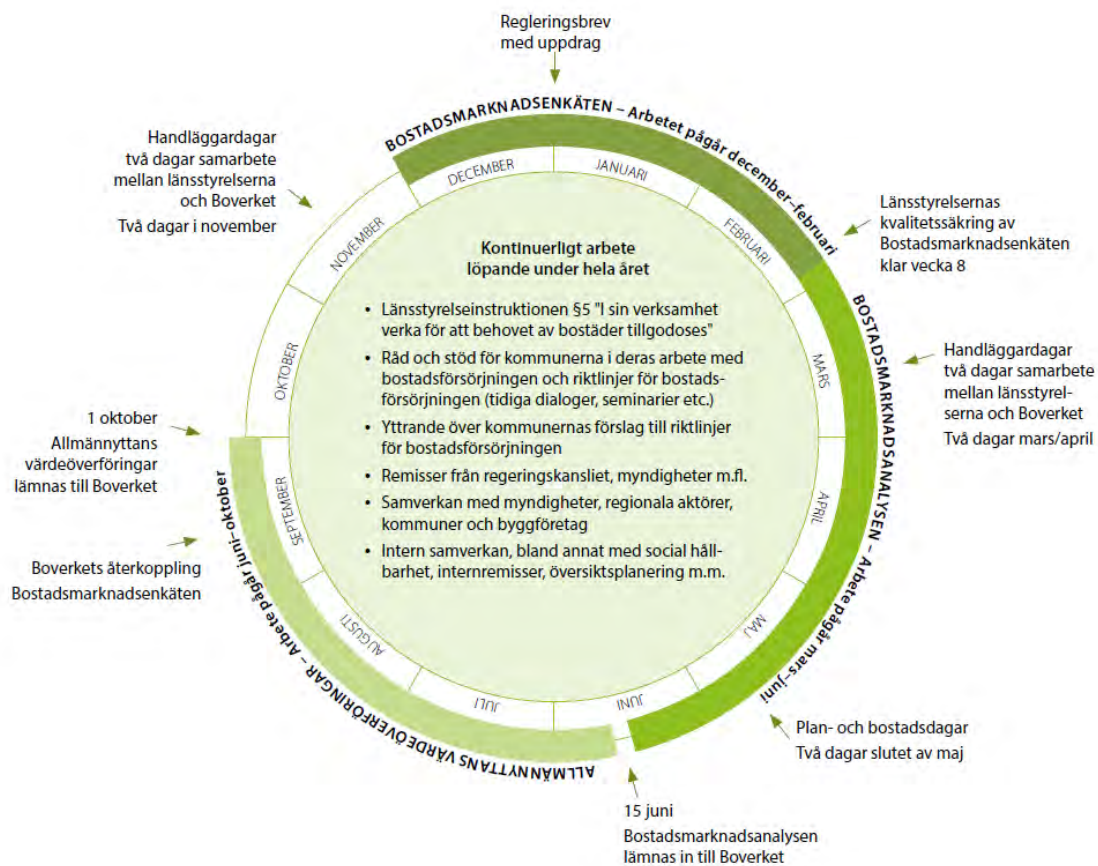 Regleringsbrev
med uppdrag
BOSTADSMARKNADSENKÄTEN – Arbetet pågår december–februari
Handläggardagar
två dagar samarbete
mellan länsstyrelserna
och Boverket
Två dagar i november
DECEMBER
JANUARI
FEBRUARI
NOVEMBER
Länsstyrelsernas
kvalitetssäkring av
Bostadsmarknadsenkäten
klar vecka 8
BOSTADSMARKNADSANALYSEN – Arbete pågår mars–juni
Handläggardagar
två dagar samarbete
mellan länsstyrel-
serna och Boverket
Två dagar mars/april
MARS
APRIL
MAJ
JUNI
JULI
AUGUSTI
SEPTEMBER
OKTOBER
Kontinuerligt arbete
löpande under hela året
• Länsstyrelseinstruktionen §5 "I sin verksamhet
verka för att behovet av bostäder tillgodoses"
• Råd och stöd för kommunerna i deras arbete med
bostadsförsörjningen och riktlinjer för bostads-
försörjningen (tidiga dialoger, seminarier etc.)
• Yttrande över kommunernas förslag till riktlinjer
för bostadsförsörjningen
• Remisser från regeringskansliet, myndigheter m.fl.
• Samverkan med myndigheter, regionala aktörer,
kommuner och byggföretag
• Intern samverkan, bland annat med social håll-
barhet, internremisser, översiktsplanering m.m.
Plan- och bostadsdagar
Två dagar slutet av maj
15 juni
Bostadsmarknadsanalysen
lämnas in till Boverket
ALLMÄNNYTTANS VÄRDEÖVERFÖRINGAR – Arbete pågår juni–oktober
1 oktober
Allmännyttans
värdeöverföringar
lämnas till Boverket
Boverkets återkoppling
Bostadsmarknadsenkäten